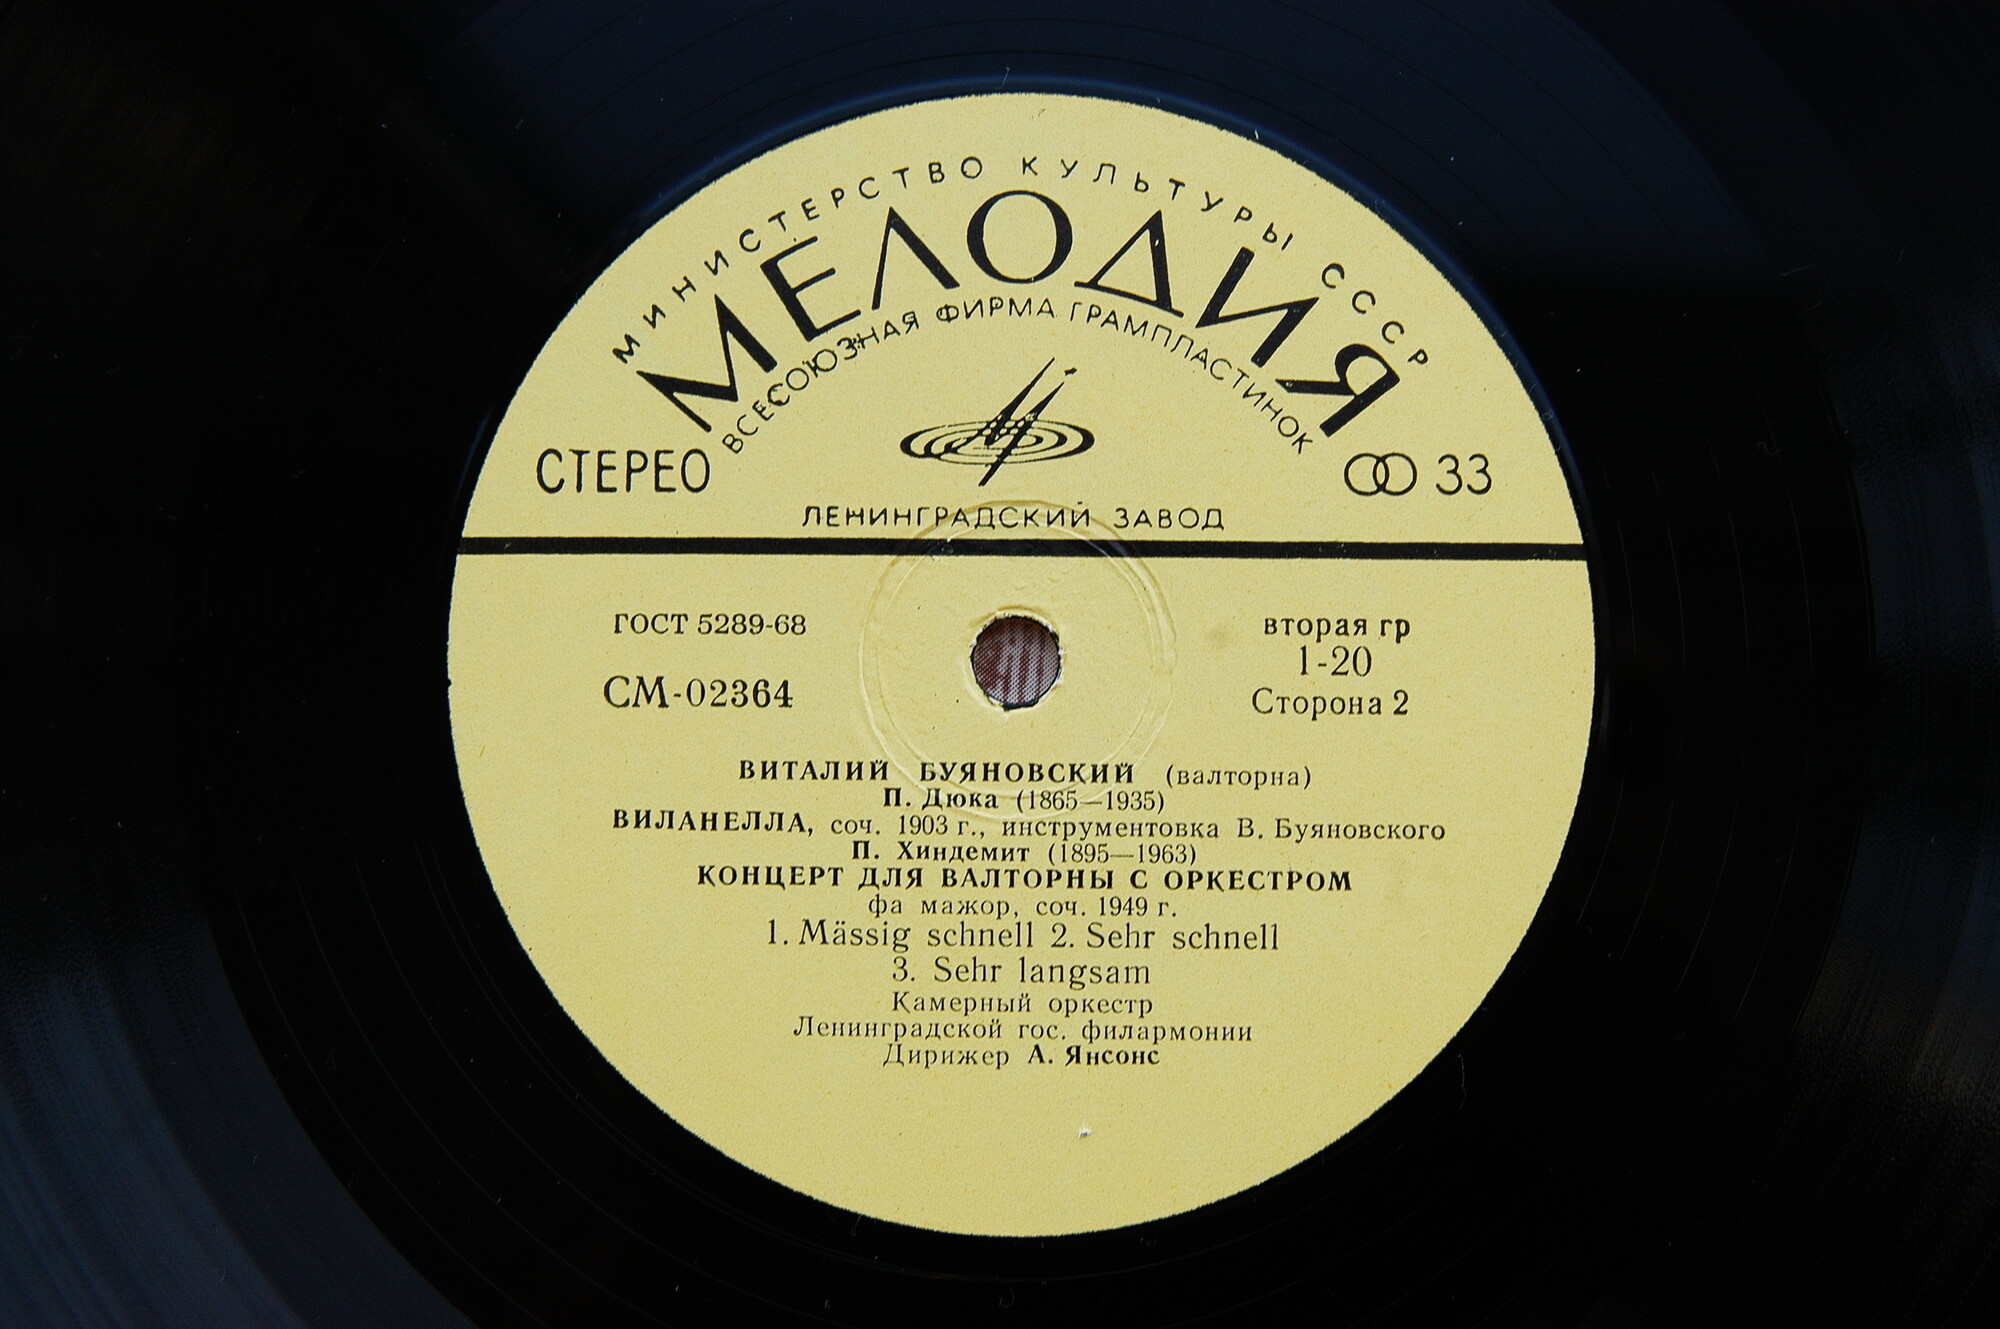 МИНИСТЕРСТВО КУЛЬТУРЫ СССР
МЕЛОДИЯ
ВСЕСОЮЗНАЯ ФИРМА ГРАМПЛАСТИНОК
СТЕРЕО
33
ЛЕНИНГРАДСКИЙ ЗАВОД
ГОСТ 5289-68
СМ-02364
вторая гр
1-20
Сторона 2
ВИТАЛИЙ БУЯНОВСКИЙ (валторна)
П. Дюка (1865—1935)
ВИЛАНЕЛЛА, соч. 1903 г., инструментовка В. Буяновского
П. Хиндемит (1895—1963)
КОНЦЕРТ ДЛЯ ВАЛТОРНЫ С ОРКЕСТРОМ
фа мажор, соч. 1949 г.
1. Mässig schnell 2. Sehr schnell
3. Sehr langsam
Камерный оркестр
Ленинградской гос. филармонии
Дирижер А. Янсонс